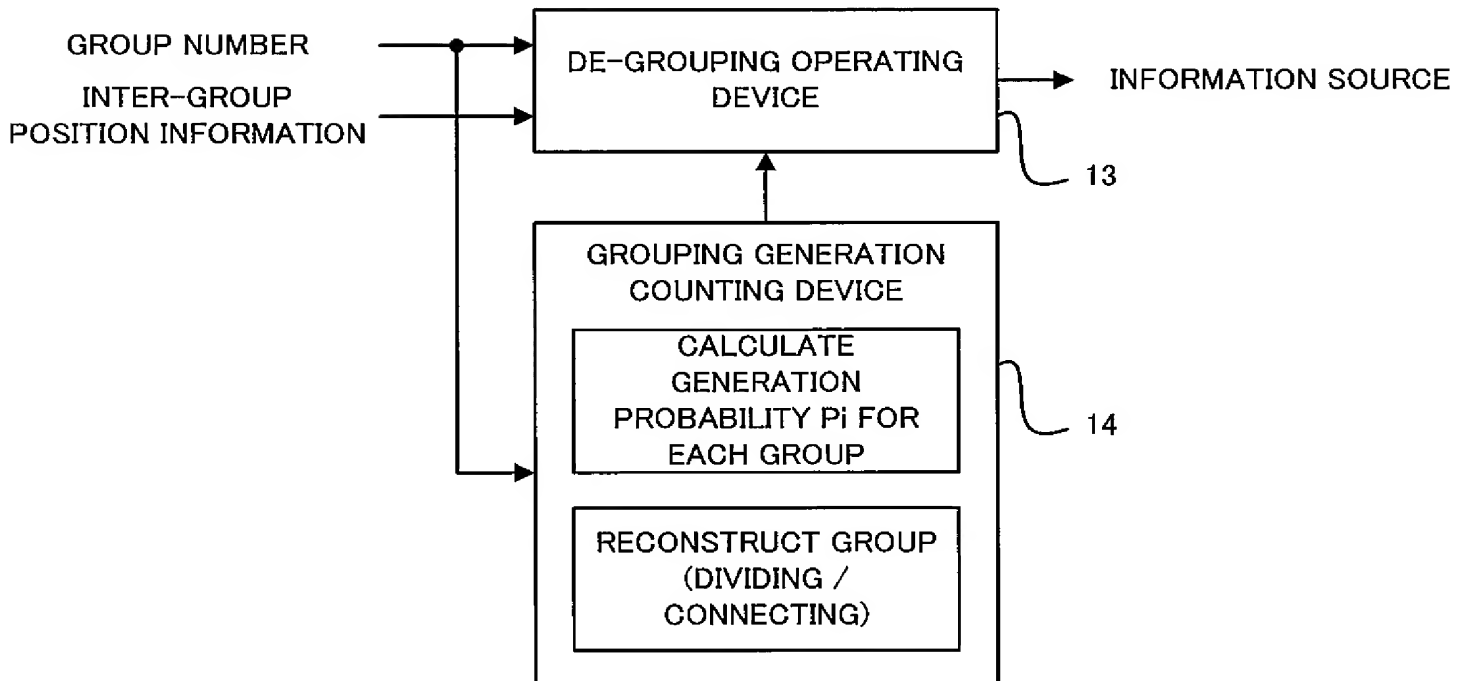 GROUP NUMBER
INTER-GROUP
POSITION INFORMATION
DE-GROUPING OPERATING
DEVICE
INFORMATION SOURCE
13
GROUPING GENERATION
COUNTING DEVICE
CALCULATE
GENERATION
PROBABILITY Pi FOR
EACH GROUP
14
RECONSTRUCT GROUP
(DIVIDING /
CONNECTING)